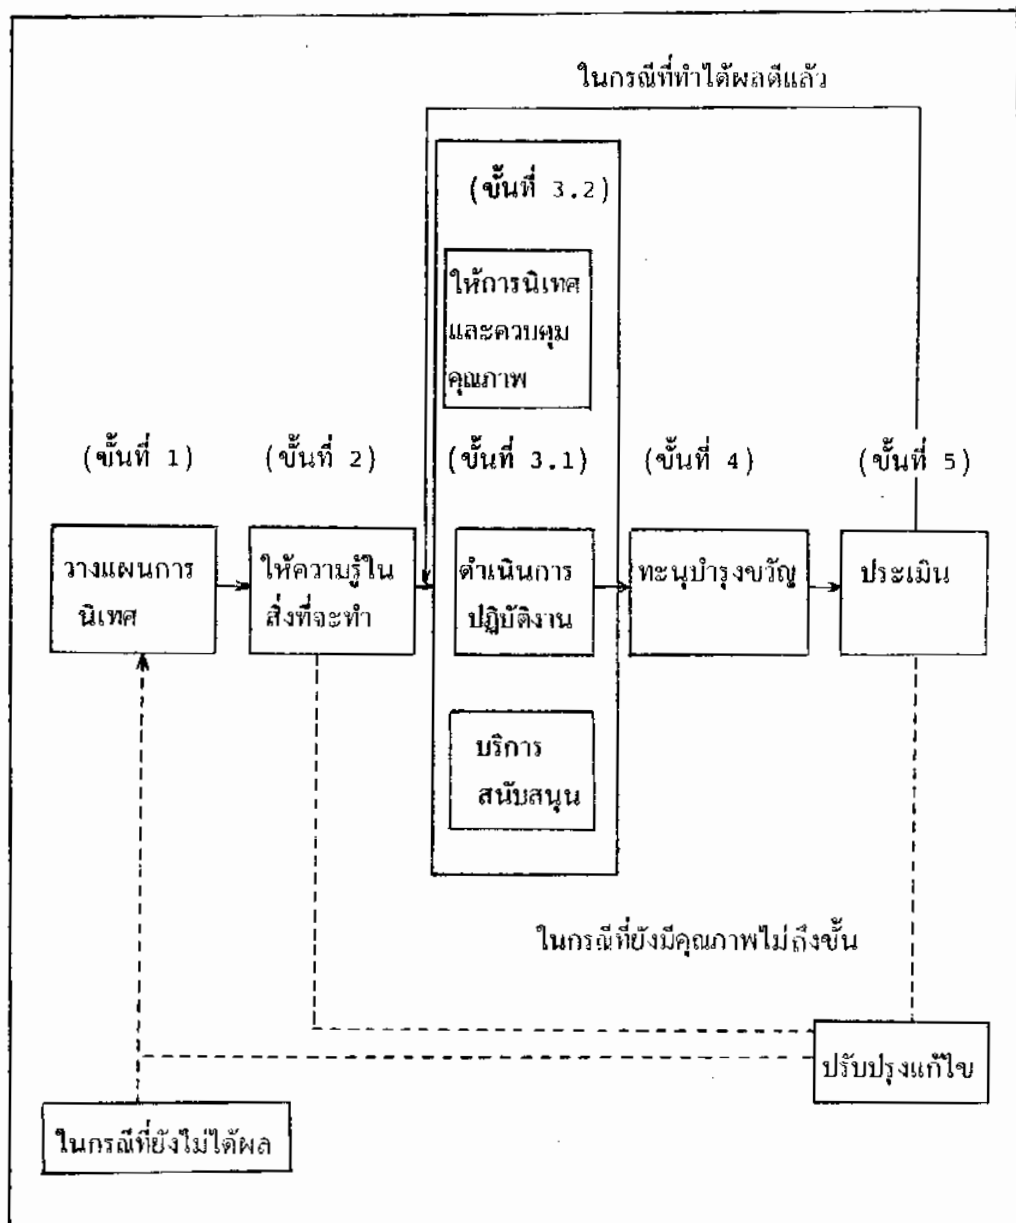 ในกรณีที่ทำได้ผลดีแล้ว
(ขั้นที่ 3.2)
ให้การนิเทศ
และควบคุม
คุณภาพ
(ขั้นที่ 1)
(ขั้นที่ 2)
(ขั้นที่ 3.1)
(ขั้นที่ 4)
(ขั้นที่ 5)
วางแผนการ
นิเทศ
ให้ความรู้ใน
สิ่งที่จะทำ
ดำเนินการ
ปฏิบัติงาน
ทะนุบำรุงขวัญ
ประเมิน
บริการ
สนับสนุน
ในกรณีที่ยังมีคุณภาพไม่ถึงขั้น
ปรับปรุงแก้ไข
ในกรณีที่ยังไม่ได้ผล